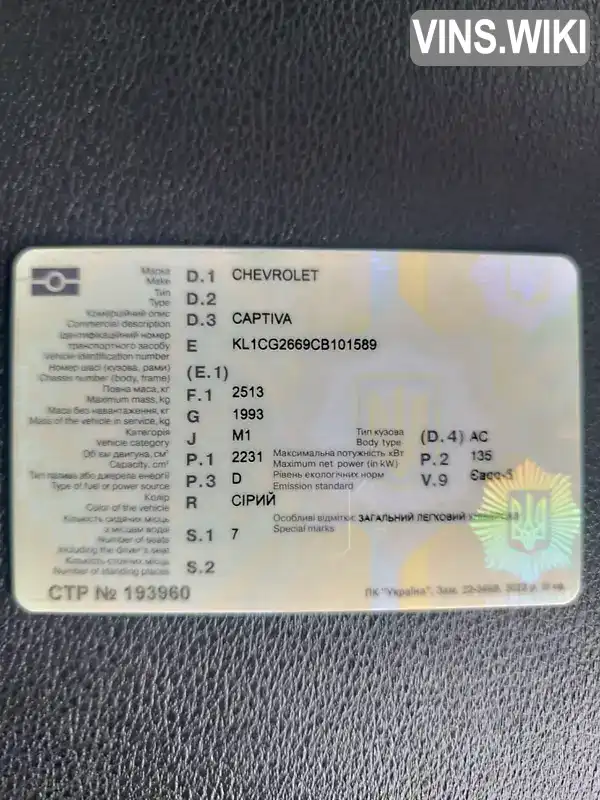 VINS.WIKI
Марка D.1 CHEVROLET
Make
Тип D.2
Type
Комерційний опис D.3 CAPTIVA
Commercial description
Ідентифікаційний номер
транспортного засобу E KL1CG2669CB101589
Vehicle identification number
Номер шасі (кузова, рами) (E.1)
Chassis number (body, frame)
Повна маса, кг F.1 2513
Maximum mass, kg
Маса без навантаження, кг G 1993
Mass of the vehicle in service, kg
Категорія J M1 Тип кузова (D.4) AC
Vehicle category Body type
Об'єм двигуна, см³ P.1 2231 Максимальна потужність кВт P.2 135
Capacity, cm³ Maximum net power (in kW)
Тип палива або джерела енергії P.3 D Рівень екологічних норм V.9
Type of fuel or power source Emission standard
Колір R СІРИЙ
Color of the vehicle
Кількість сидячих місць Особливі відмітки: ЗАГАЛЬНИЙ ЛЕГКОВИЙ
з місцем водія S.1 7 Special marks
Number of seats
including the driver's seat
Кількість стоячих місць S.2
Number of standing places
СТР № 193960 ПК "Україна", Зам. 2022 р.